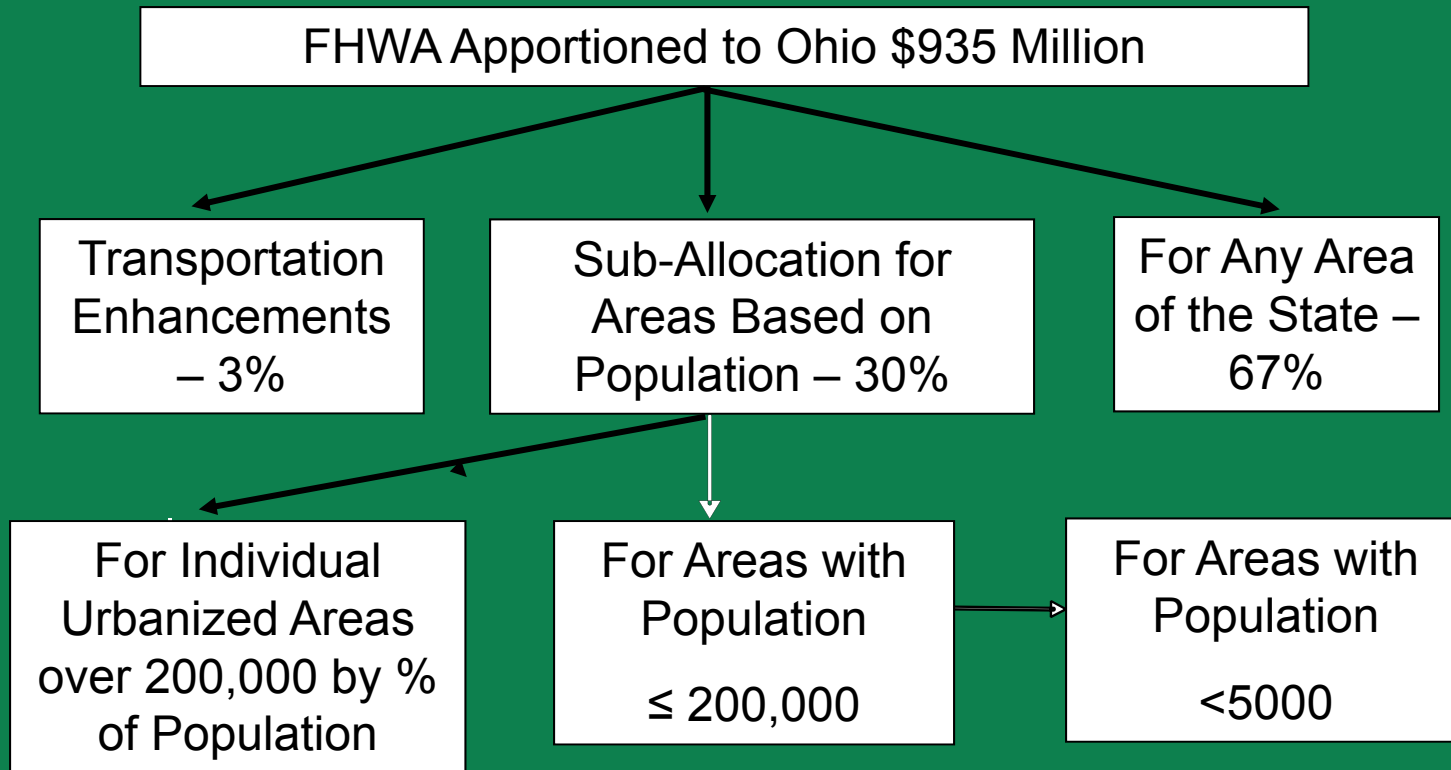 FHWA Apportioned to Ohio $935 Million
Transportation
Enhancements
– 3%
Sub-Allocation for
Areas Based on
Population – 30%
For Any Area
of the State –
67%
For Individual
Urbanized Areas
over 200,000 by %
of Population
For Areas with
Population
≤ 200,000
For Areas with
Population
<5000